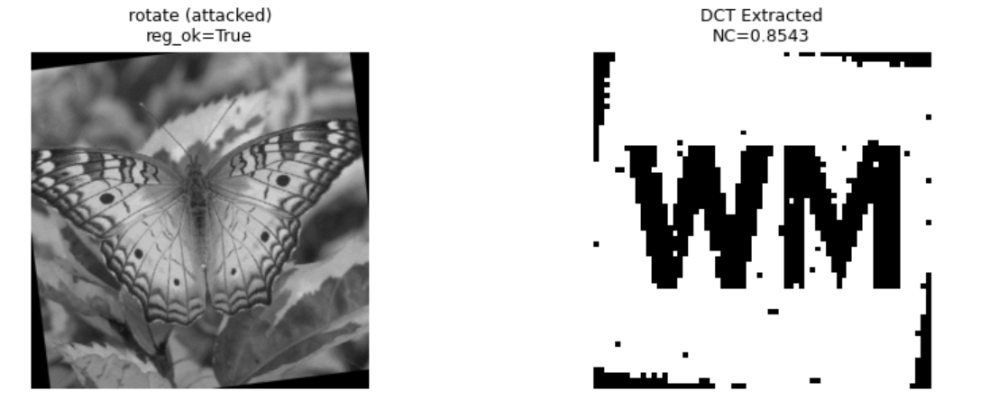 rotate (attacked)
reg_ok=True
DCT Extracted
NC=0.8543
WM